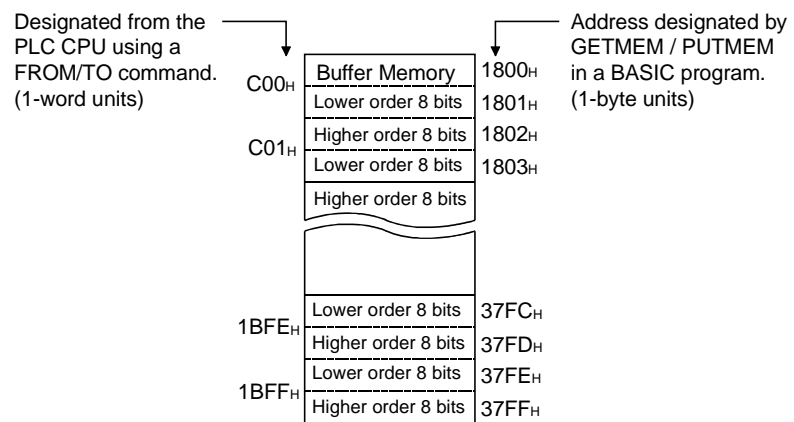 Designated from the
PLC CPU using a
FROM/TO command.
(1-word units)
Address designated by
GETMEM / PUTMEM
in a BASIC program.
(1-byte units)
Buffer Memory
C00H
1800H
Lower order 8 bits
1801H
Higher order 8 bits
1802H
C01H
Lower order 8 bits
1803H
Higher order 8 bits
Lower order 8 bits
37FCH
1BFEH
Higher order 8 bits
37FDH
Lower order 8 bits
37FEH
1BFFH
Higher order 8 bits
37FFH